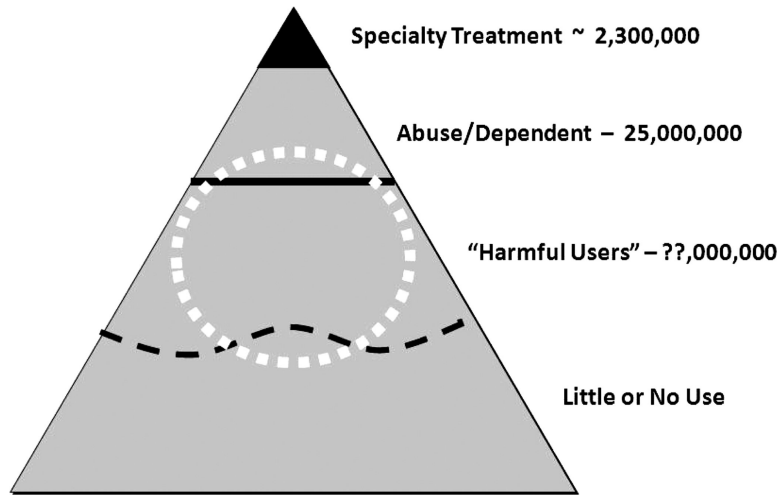 Specialty Treatment ~ 2,300,000
Abuse/Dependent – 25,000,000
“Harmful Users” – ??,000,000
Little or No Use